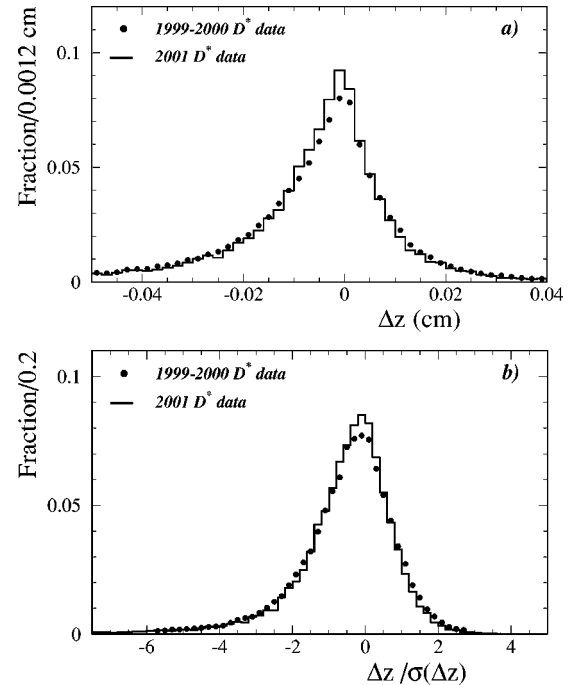 a)
1999-2000 D* data
2001 D* data
Fraction/0.0012 cm
0.1
0.05
0
-0.04 -0.02 0 0.02 0.04
Δz (cm)
b)
1999-2000 D* data
2001 D* data
Fraction/0.2
0.1
0.05
0
-6 -4 -2 0 2 4
Δz /σ(Δz)